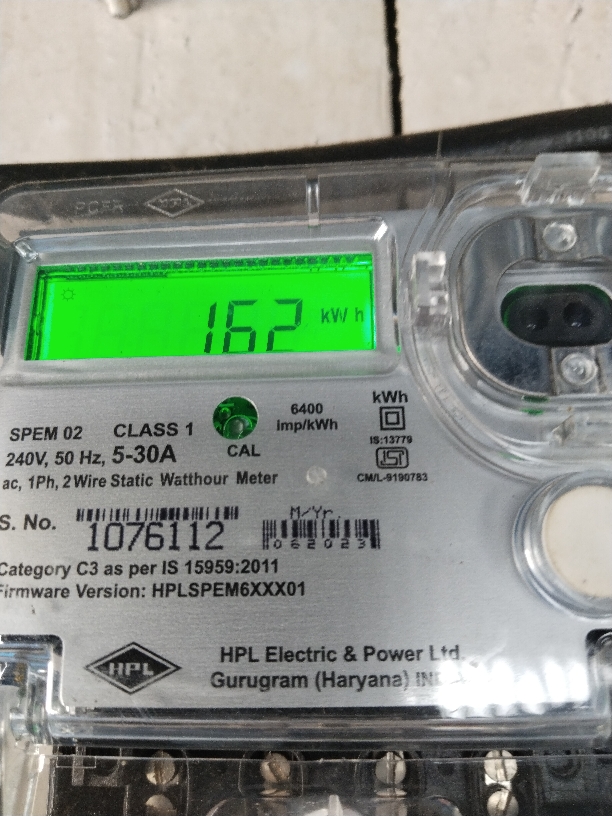 HPL
162 kWh
SPEM 02 CLASS 1
CAL
6400
Imp/kWh
kWh
IS:13779
ISI
CM/L-9190783
240V, 50 Hz, 5-30A
ac, 1Ph, 2 Wire Static Watthour Meter
S. No. 1076112
M/Yr.
062023
Category C3 as per IS 15959:2011
Firmware Version: HPLSPEM6XXX01
HPL
HPL Electric & Power Ltd.
Gurugram (Haryana)